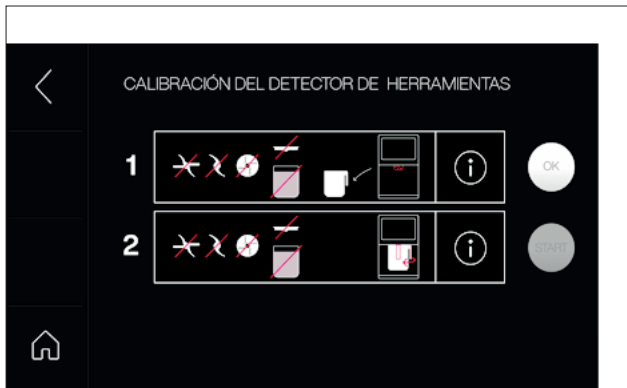 CALIBRACIÓN DEL DETECTOR DE HERRAMIENTAS
1
OK
2
START